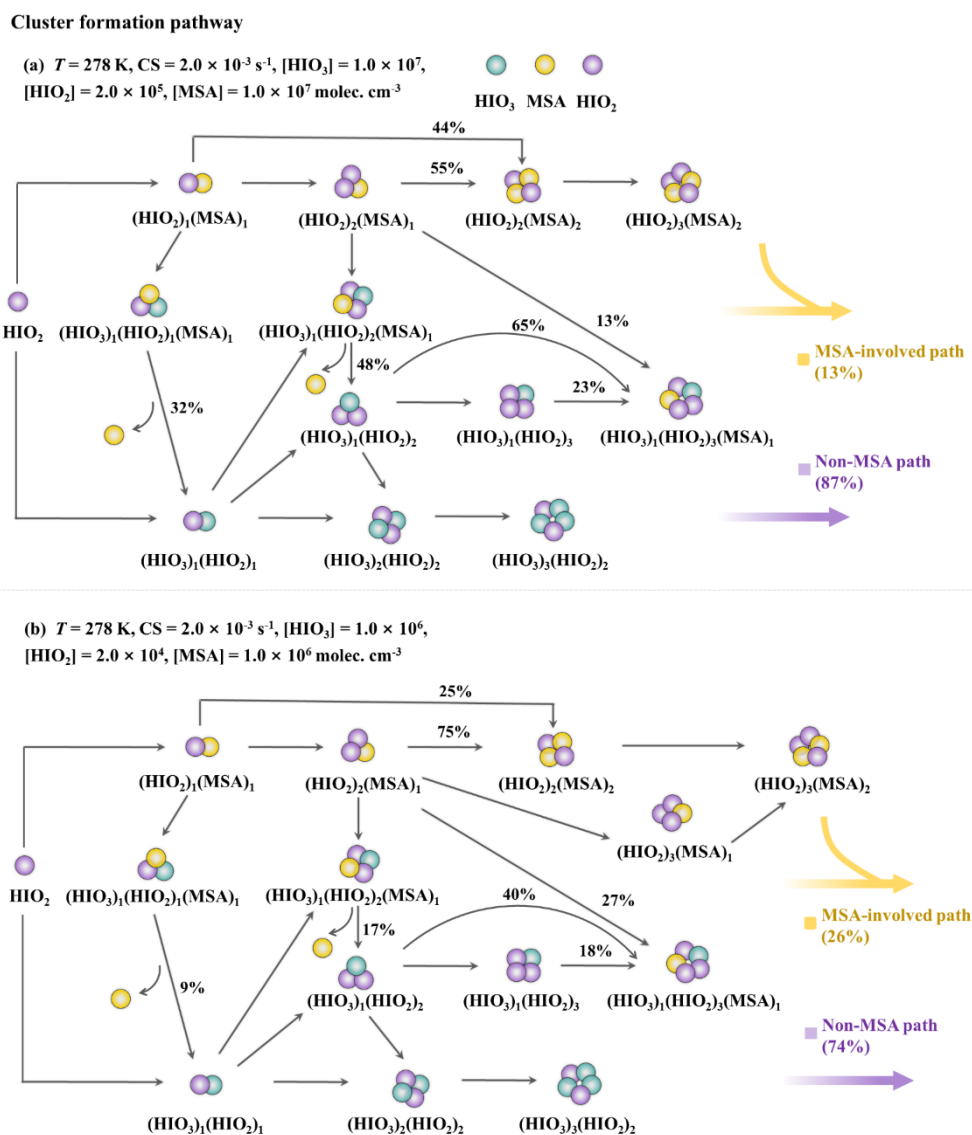 Cluster formation pathway
(a) T = 278 K, CS = 2.0 × 10⁻³ s⁻¹, [HIO₃] = 1.0 × 10⁷,
[HIO₂] = 2.0 × 10⁵, [MSA] = 1.0 × 10⁷ molec. cm⁻³
HIO₃ MSA HIO₂
44%
55%
(HIO₂)₁(MSA)₁ (HIO₂)₂(MSA)₁ (HIO₂)₂(MSA)₂ (HIO₂)₃(MSA)₂
HIO₂ (HIO₃)₁(HIO₂)₁(MSA)₁ (HIO₃)₁(HIO₂)₂(MSA)₁ 65% 13%
MSA-involved path
(13%)
48%
23%
32%
(HIO₃)₁(HIO₂)₂ (HIO₃)₁(HIO₂)₃ (HIO₃)₁(HIO₂)₃(MSA)₁
Non-MSA path
(87%)
(HIO₃)₁(HIO₂)₁ (HIO₃)₂(HIO₂)₂ (HIO₃)₃(HIO₂)₂
(b) T = 278 K, CS = 2.0 × 10⁻³ s⁻¹, [HIO₃] = 1.0 × 10⁶,
[HIO₂] = 2.0 × 10⁴, [MSA] = 1.0 × 10⁶ molec. cm⁻³
25%
75%
(HIO₂)₁(MSA)₁ (HIO₂)₂(MSA)₁ (HIO₂)₂(MSA)₂ (HIO₂)₃(MSA)₂
(HIO₂)₃(MSA)₁
HIO₂ (HIO₃)₁(HIO₂)₁(MSA)₁ (HIO₃)₁(HIO₂)₂(MSA)₁ 40% 27%
MSA-involved path
(26%)
17%
18%
9%
(HIO₃)₁(HIO₂)₂ (HIO₃)₁(HIO₂)₃ (HIO₃)₁(HIO₂)₃(MSA)₁
Non-MSA path
(74%)
(HIO₃)₁(HIO₂)₁ (HIO₃)₂(HIO₂)₂ (HIO₃)₃(HIO₂)₂